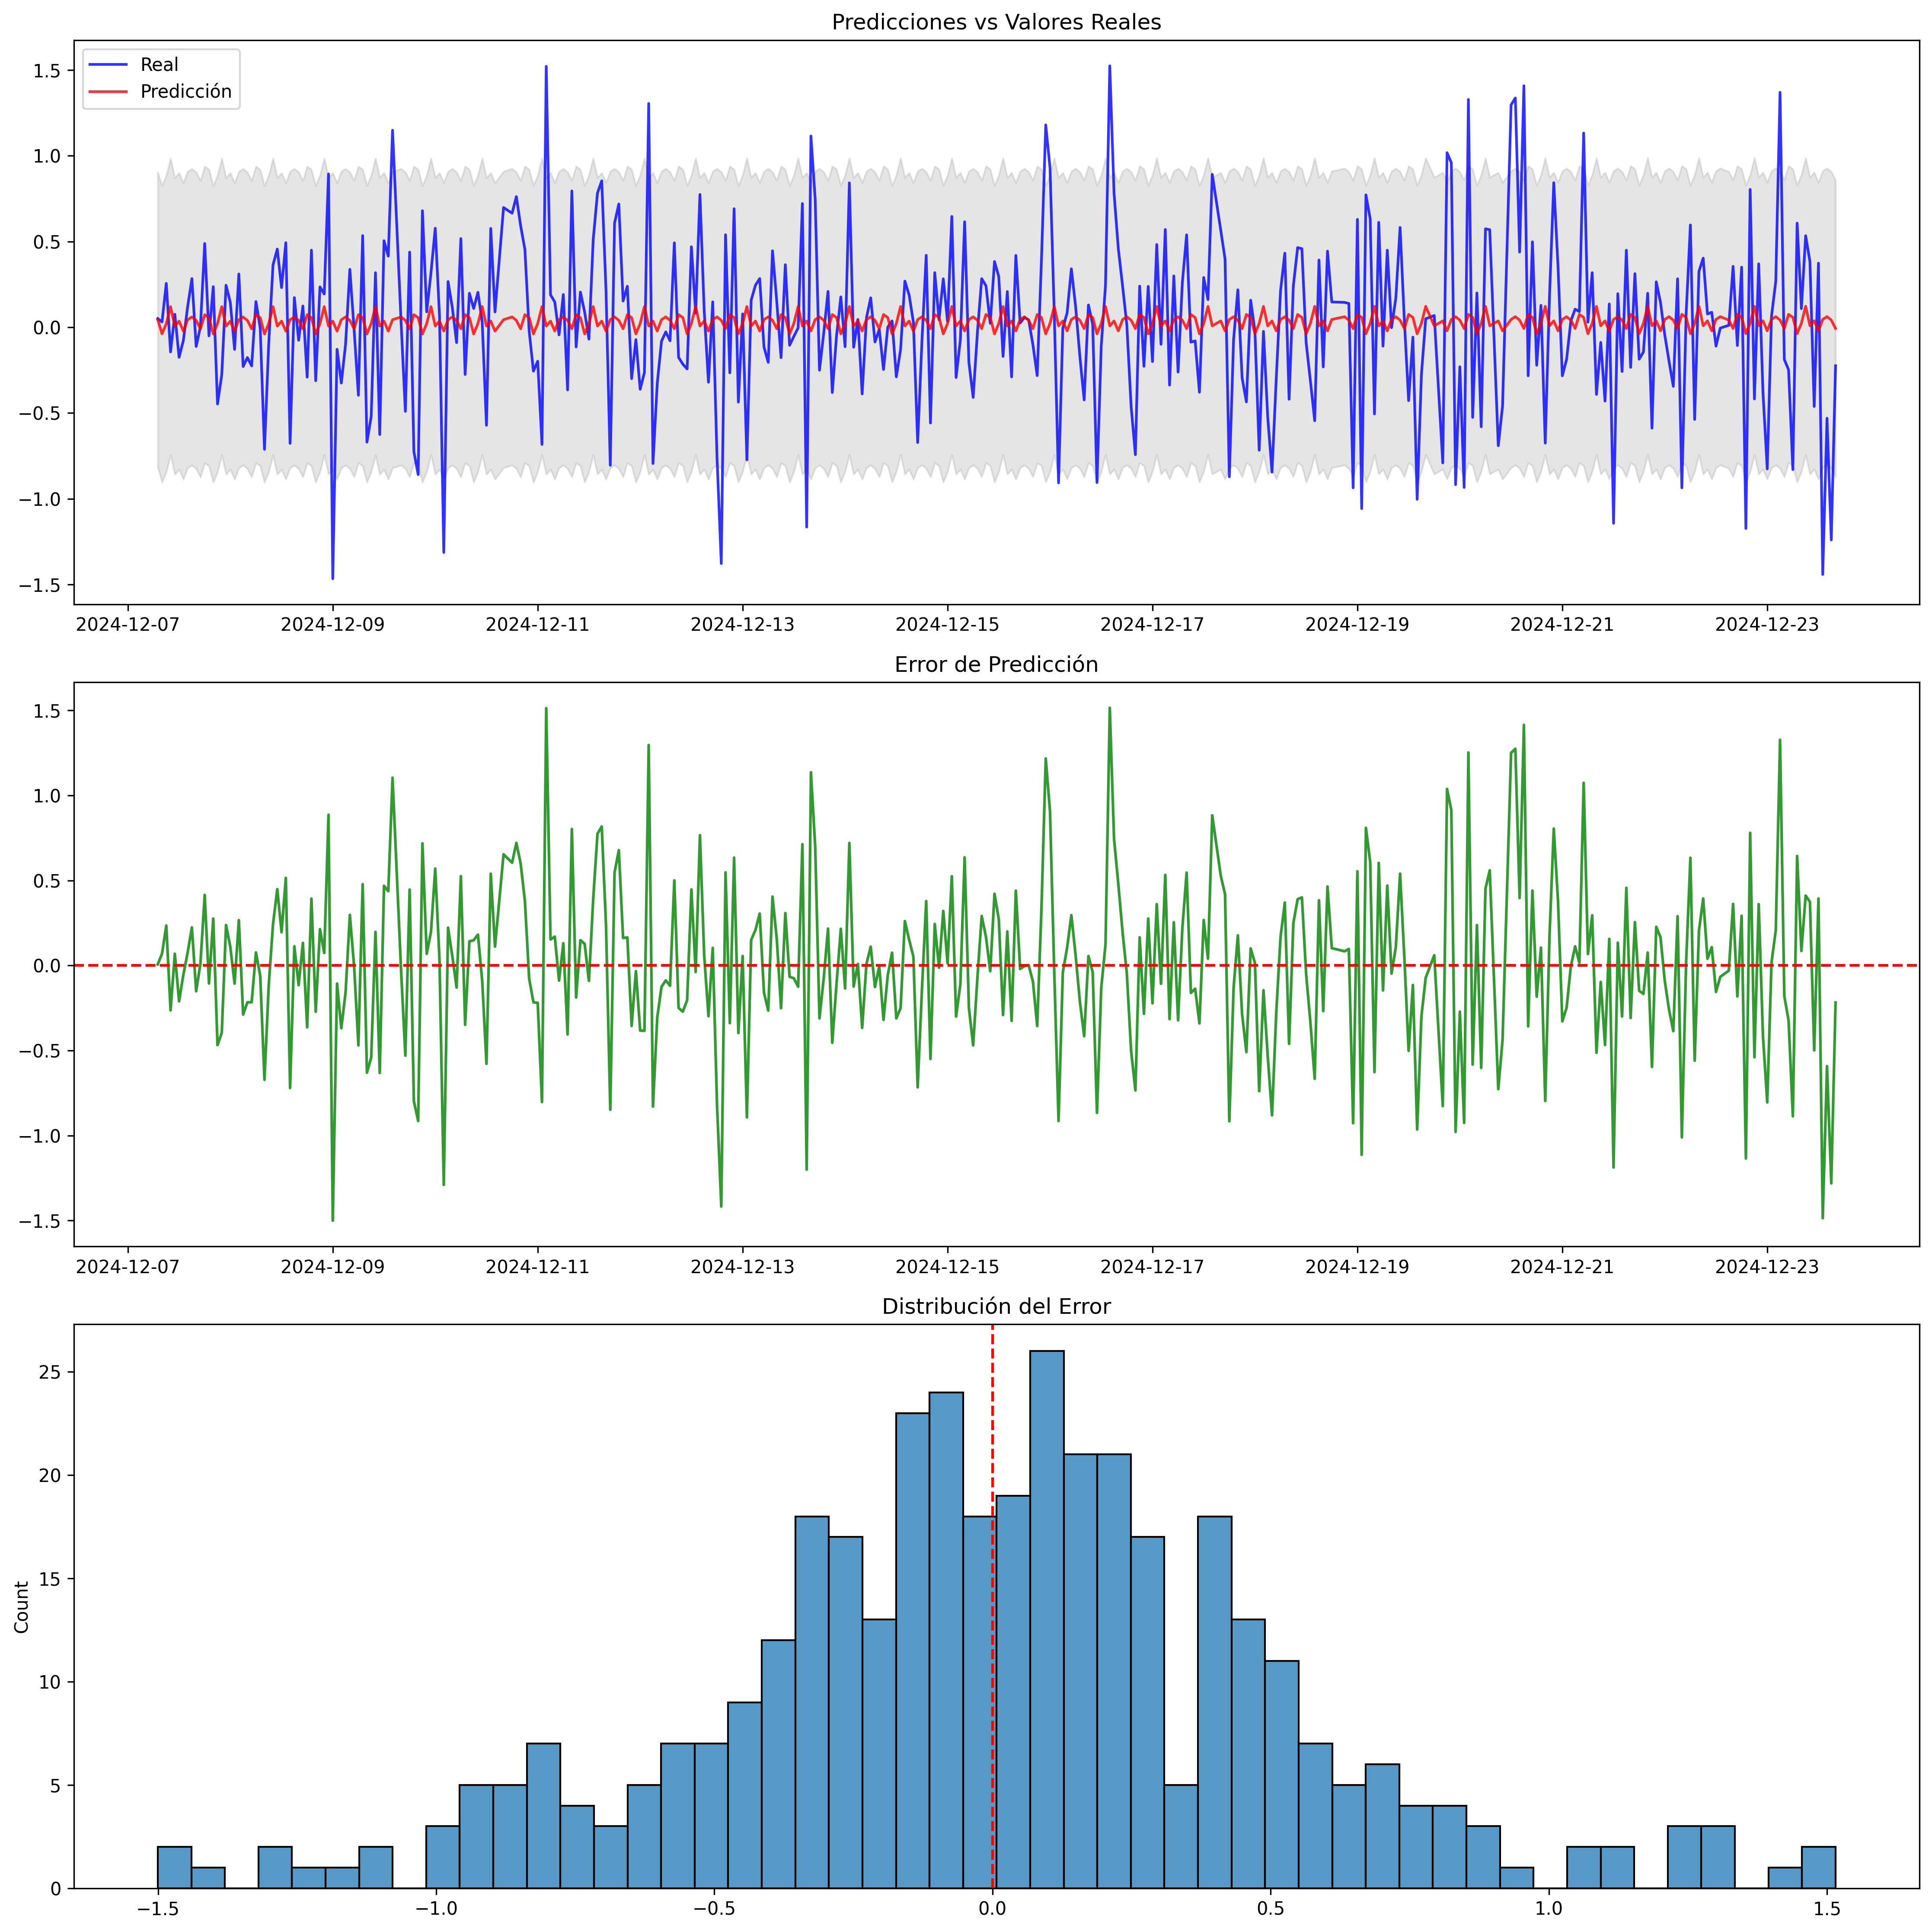 Predicciones vs Valores Reales
Real
Predicción
1.5
1.0
0.5
0.0
−0.5
−1.0
−1.5
2024-12-07 2024-12-09 2024-12-11 2024-12-13 2024-12-15 2024-12-17 2024-12-19 2024-12-21 2024-12-23
Error de Predicción
1.5
1.0
0.5
0.0
−0.5
−1.0
−1.5
2024-12-07 2024-12-09 2024-12-11 2024-12-13 2024-12-15 2024-12-17 2024-12-19 2024-12-21 2024-12-23
Distribución del Error
Count
25
20
15
10
5
0
−1.5 −1.0 −0.5 0.0 0.5 1.0 1.5